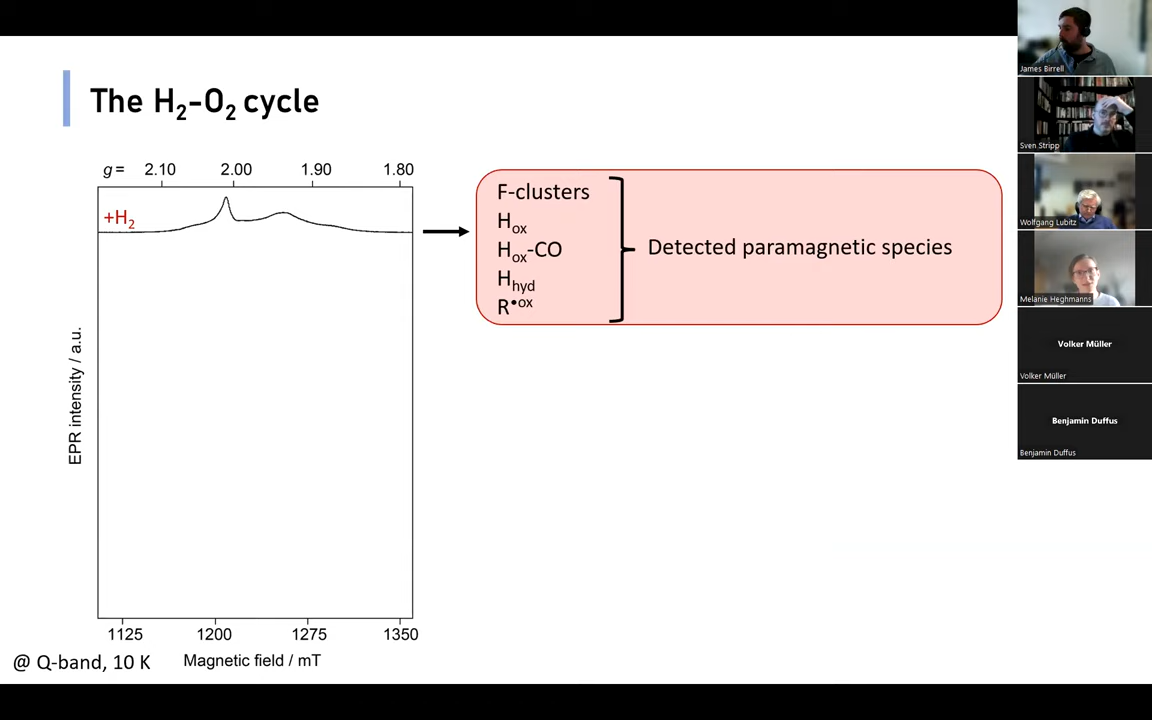 The H₂-O₂ cycle
g = 2.10 2.00 1.90 1.80
+H₂
EPR intensity / a.u.
1125 1200 1275 1350
Magnetic field / mT
@ Q-band, 10 K
F-clusters
Hox
Hox-CO
Hhyd
R•ox
Detected paramagnetic species
James Birrell
Sven Stripp
Wolfgang Lubitz
Melanie Heghmanns
Volker Müller
Volker Müller
Benjamin Duffus
Benjamin Duffus